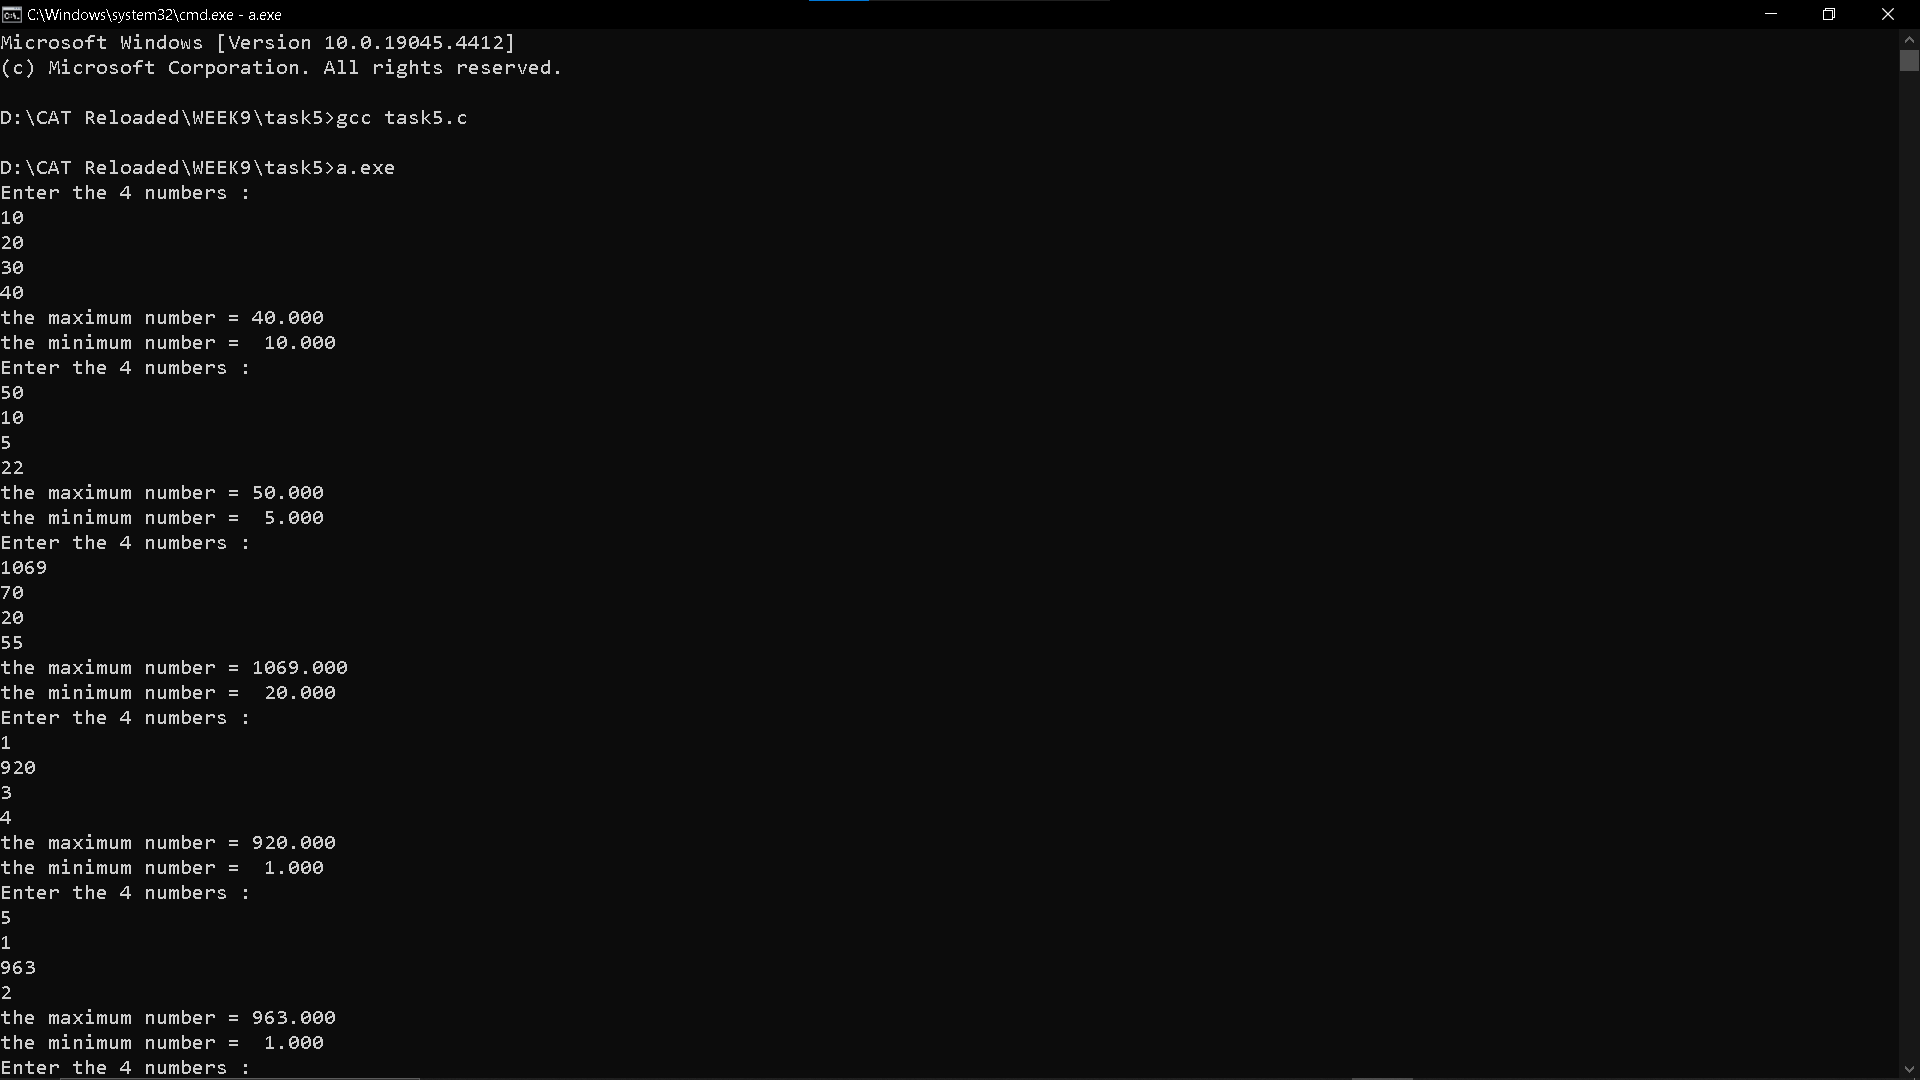 C:\Windows\system32\cmd.exe - a.exe
Microsoft Windows [Version 10.0.19045.4412]
(c) Microsoft Corporation. All rights reserved.
D:\CAT Reloaded\WEEK9\task5>gcc task5.c
D:\CAT Reloaded\WEEK9\task5>a.exe
Enter the 4 numbers :
10
20
30
40
the maximum number = 40.000
the minimum number =  10.000
Enter the 4 numbers :
50
10
5
22
the maximum number = 50.000
the minimum number =  5.000
Enter the 4 numbers :
1069
70
20
55
the maximum number = 1069.000
the minimum number =  20.000
Enter the 4 numbers :
1
920
3
4
the maximum number = 920.000
the minimum number =  1.000
Enter the 4 numbers :
5
1
963
2
the maximum number = 963.000
the minimum number =  1.000
Enter the 4 numbers :